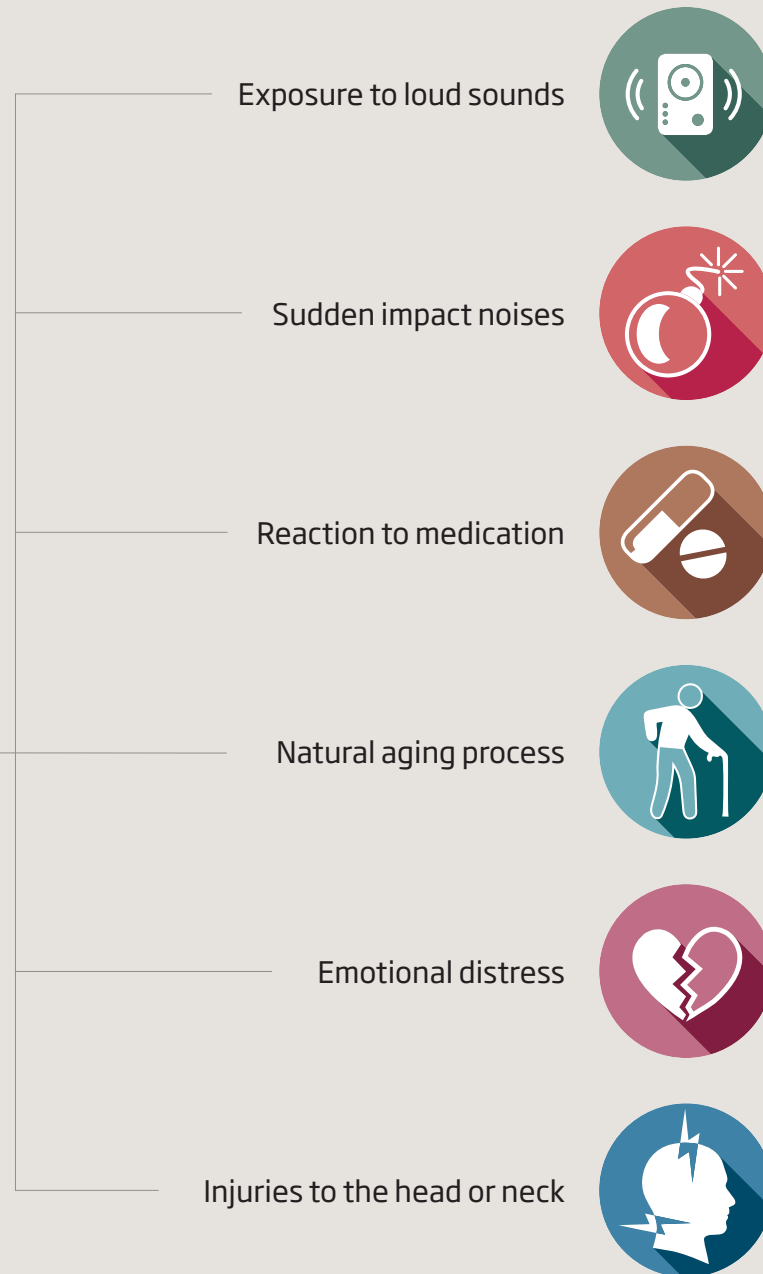 Exposure to loud sounds
Sudden impact noises
Reaction to medication
Natural aging process
Emotional distress
Injuries to the head or neck